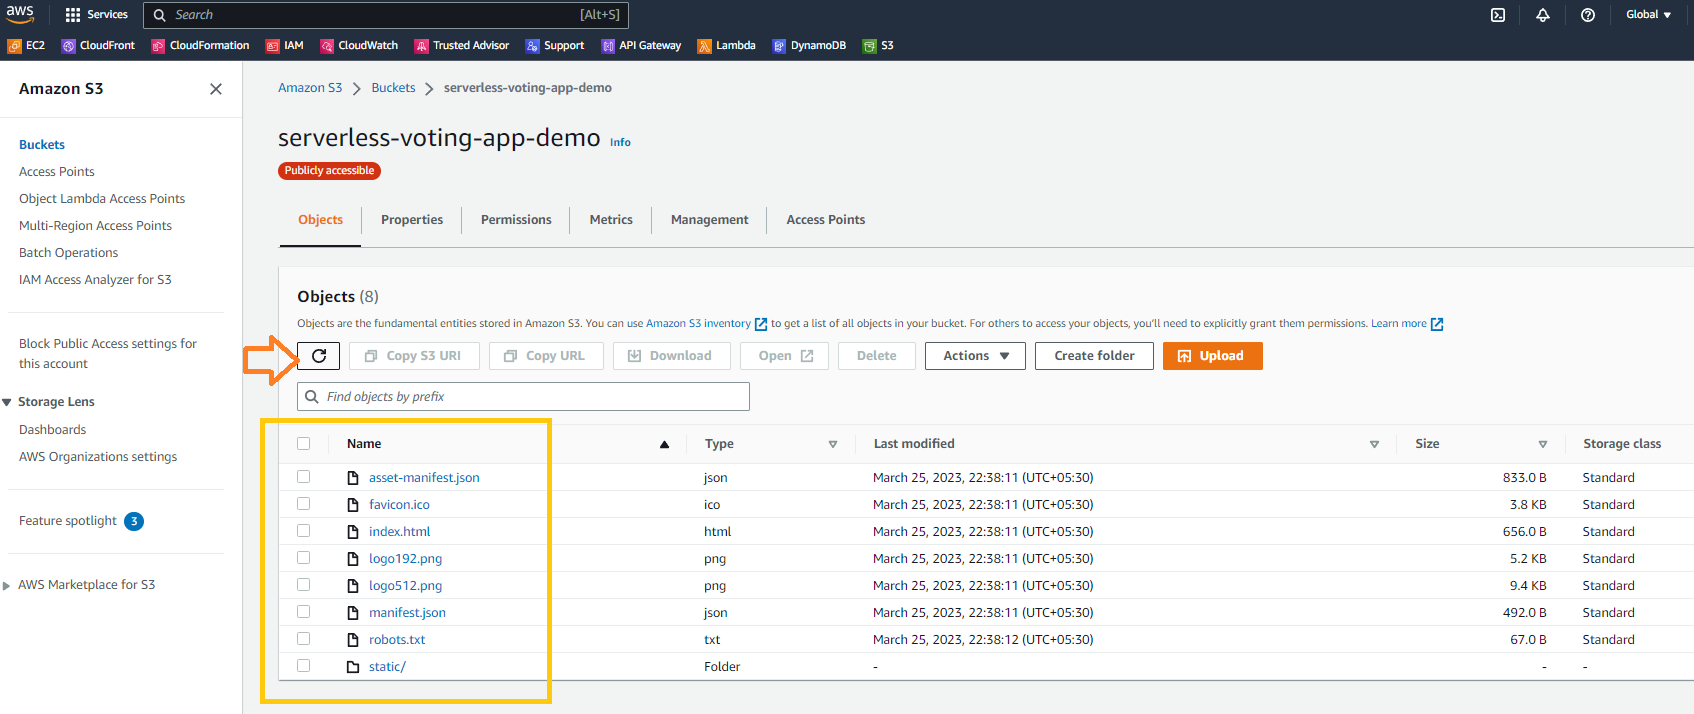 aws Services Search [Alt+S] Global
EC2 CloudFront CloudFormation IAM CloudWatch Trusted Advisor Support API Gateway Lambda DynamoDB S3
Amazon S3
Buckets
Access Points
Object Lambda Access Points
Multi-Region Access Points
Batch Operations
IAM Access Analyzer for S3
Block Public Access settings for
this account
Storage Lens
Dashboards
AWS Organizations settings
Feature spotlight 3
AWS Marketplace for S3
Amazon S3 Buckets serverless-voting-app-demo
serverless-voting-app-demo Info
Publicly accessible
Objects Properties Permissions Metrics Management Access Points
Objects (8)
Objects are the fundamental entities stored in Amazon S3. You can use Amazon S3 inventory to get a list of all objects in your bucket. For others to access your objects, you'll need to explicitly grant them permissions. Learn more
Copy S3 URI Copy URL Download Open Delete Actions Create folder Upload
Find objects by prefix
Name Type Last modified Size Storage class
asset-manifest.json json March 25, 2023, 22:38:11 (UTC+05:30) 833.0 B Standard
favicon.ico ico March 25, 2023, 22:38:11 (UTC+05:30) 3.8 KB Standard
index.html html March 25, 2023, 22:38:11 (UTC+05:30) 656.0 B Standard
logo192.png png March 25, 2023, 22:38:11 (UTC+05:30) 5.2 KB Standard
logo512.png png March 25, 2023, 22:38:11 (UTC+05:30) 9.4 KB Standard
manifest.json json March 25, 2023, 22:38:11 (UTC+05:30) 492.0 B Standard
robots.txt txt March 25, 2023, 22:38:12 (UTC+05:30) 67.0 B Standard
static/ Folder - - -